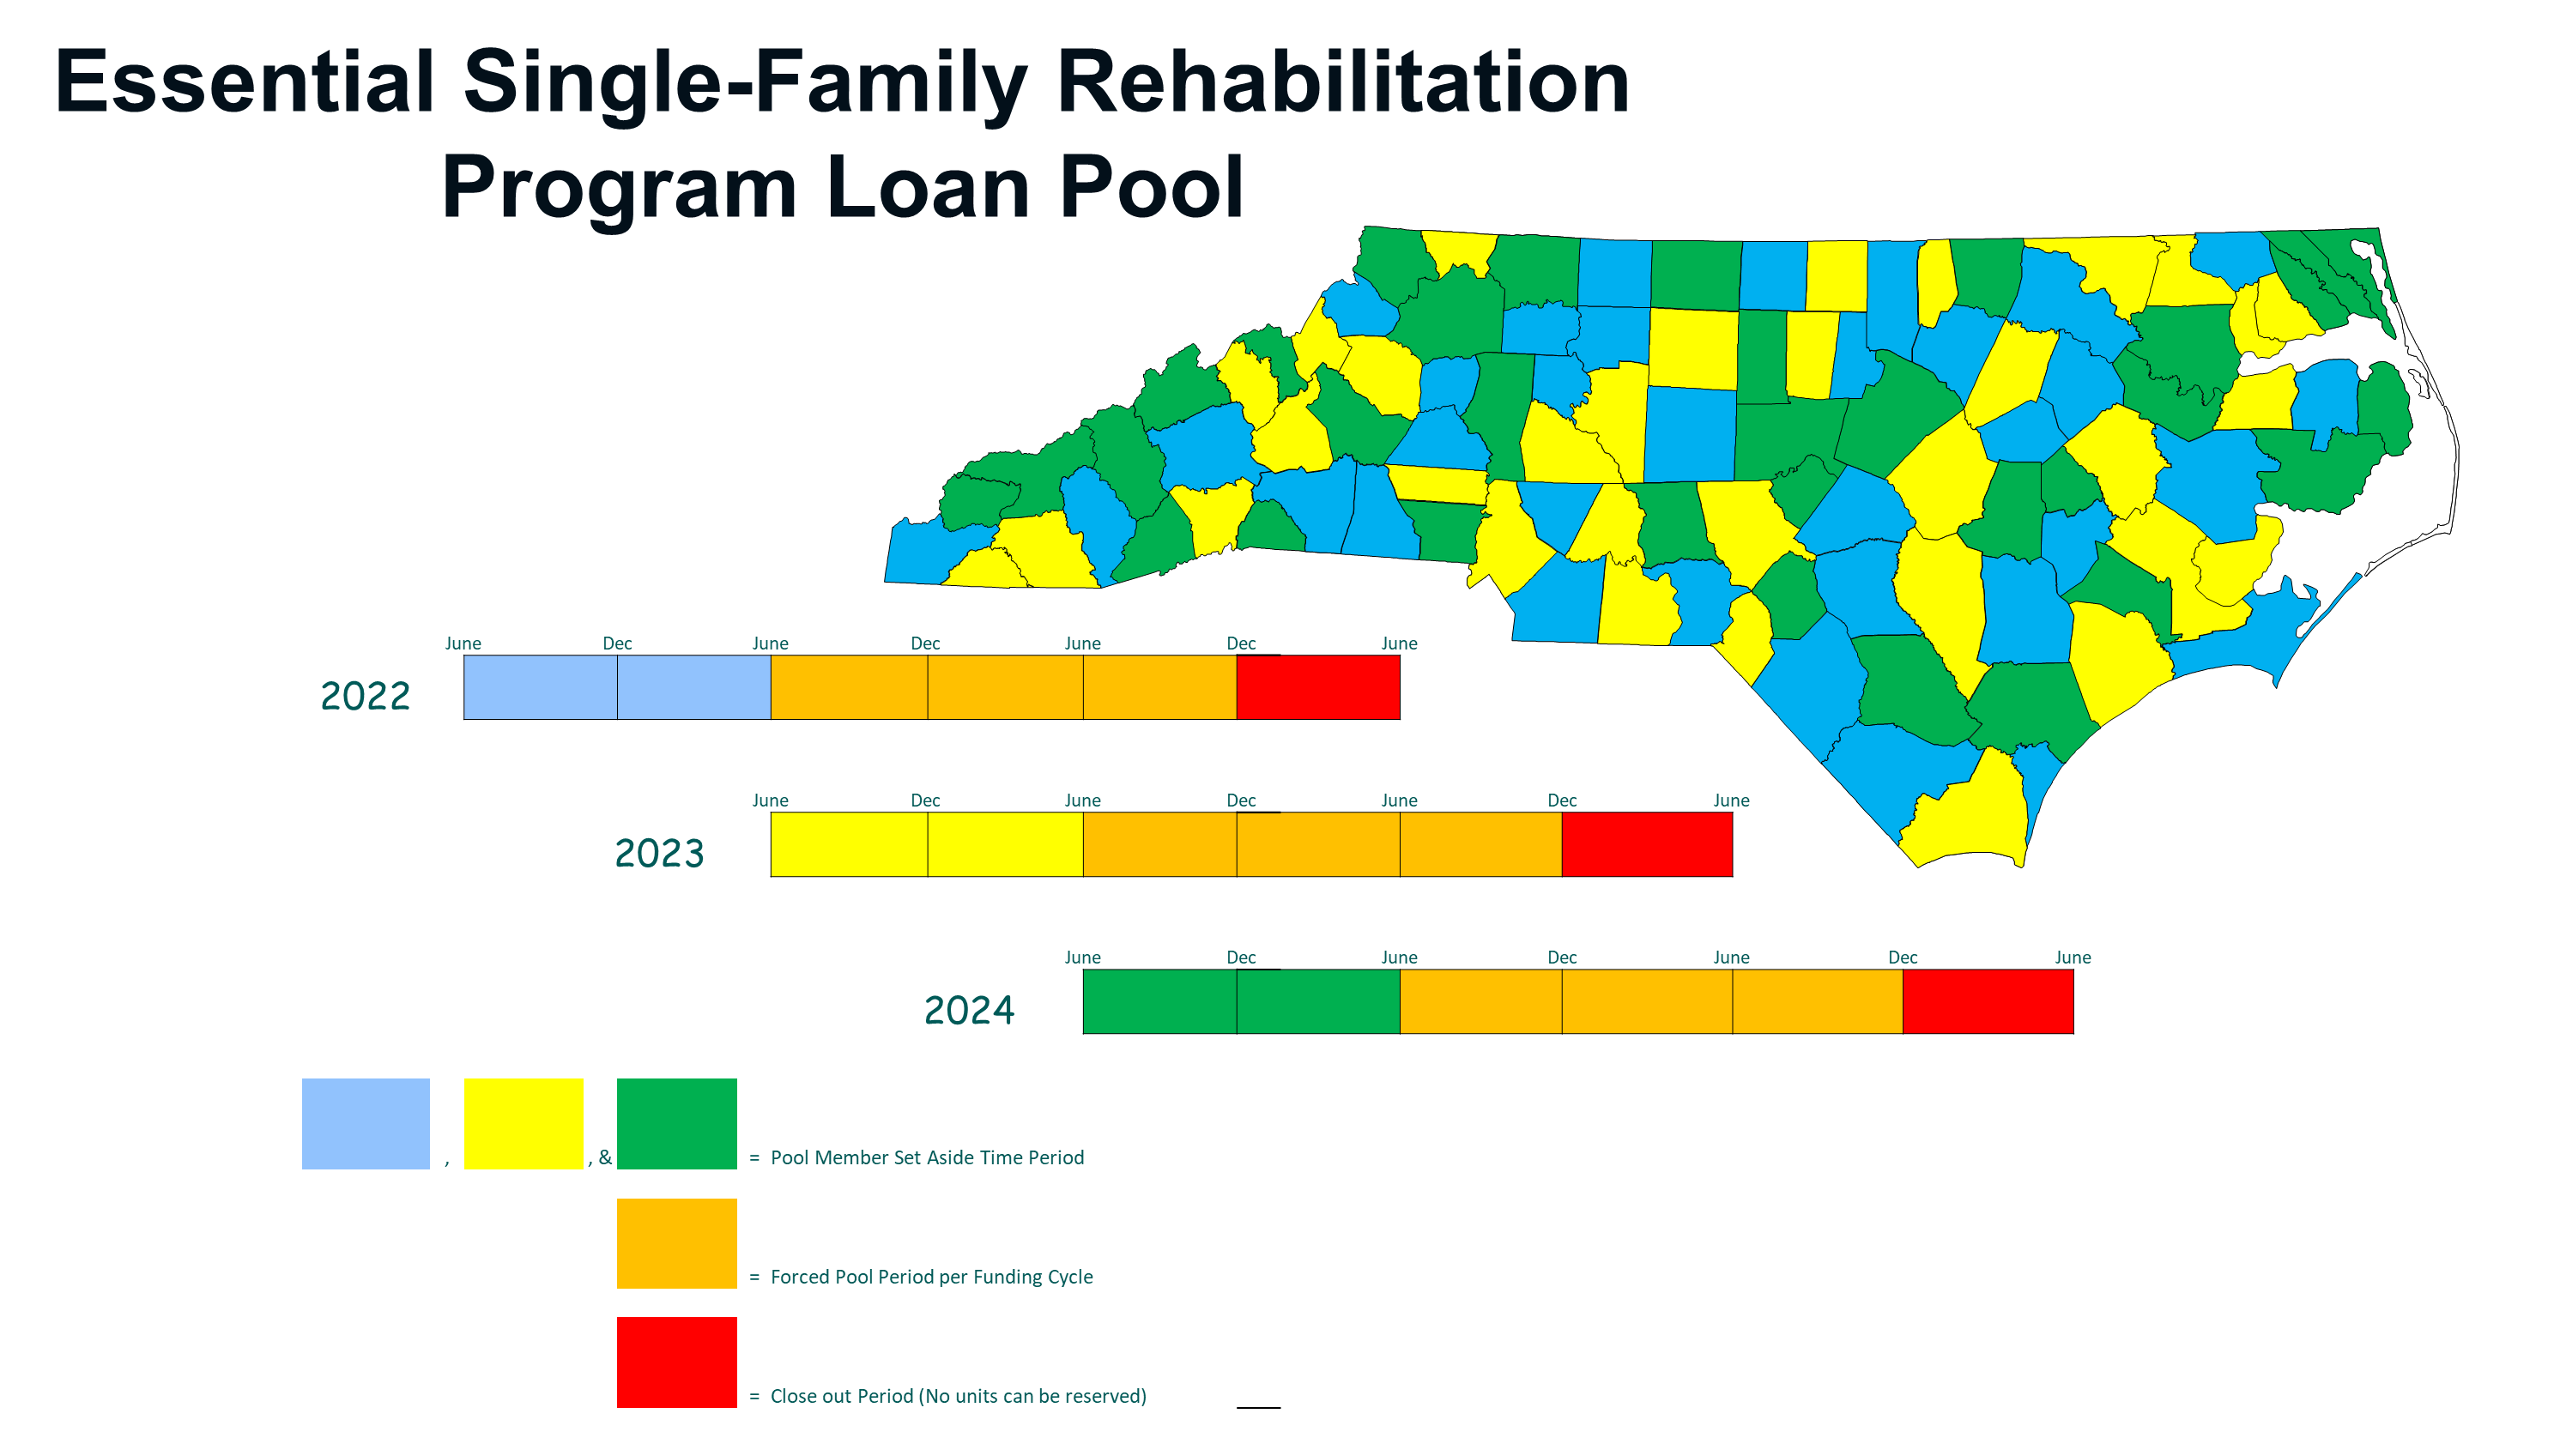 Essential Single-Family Rehabilitation
Program Loan Pool
June Dec June Dec June Dec June
2022
June Dec June Dec June Dec June
2023
June Dec June Dec June Dec June
2024
, , & = Pool Member Set Aside Time Period
= Forced Pool Period per Funding Cycle
= Close out Period (No units can be reserved)